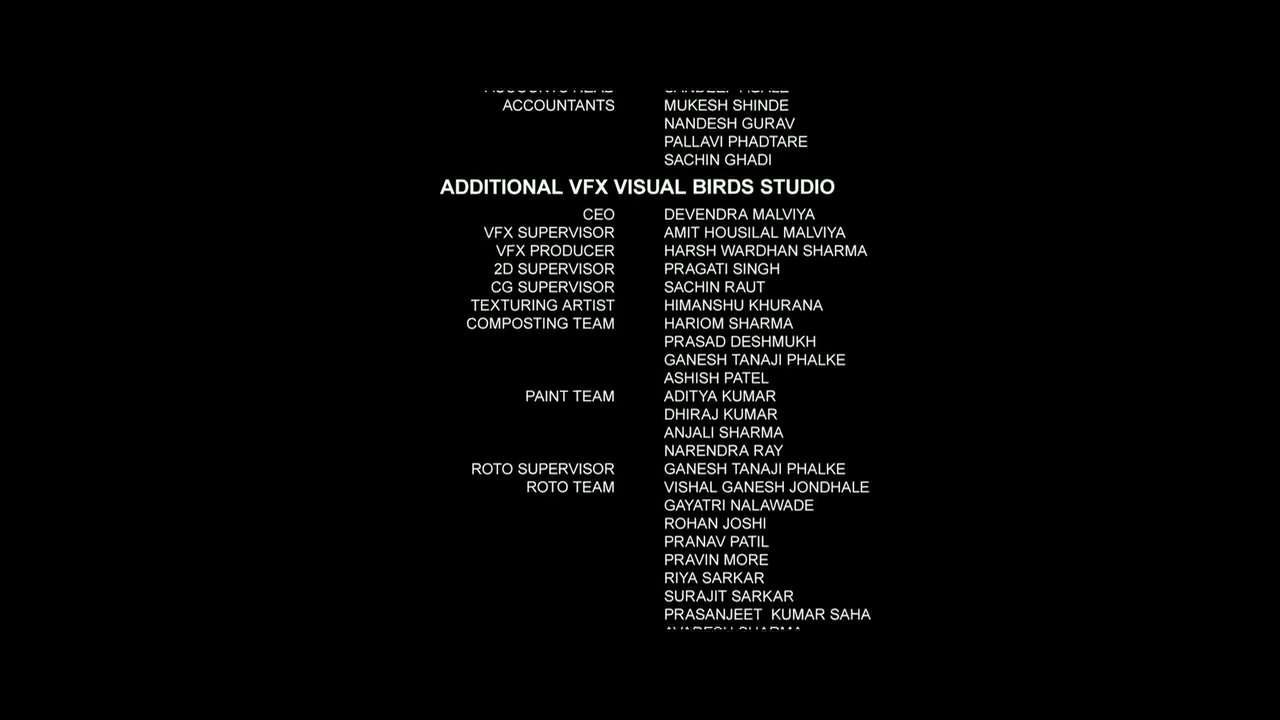 ACCOUNTANTS MUKESH SHINDE
NANDESH GURAV
PALLAVI PHADTARE
SACHIN GHADI
ADDITIONAL VFX VISUAL BIRDS STUDIO
CEO DEVENDRA MALVIYA
VFX SUPERVISOR AMIT HOUSILAL MALVIYA
VFX PRODUCER HARSH WARDHAN SHARMA
2D SUPERVISOR PRAGATI SINGH
CG SUPERVISOR SACHIN RAUT
TEXTURING ARTIST HIMANSHU KHURANA
COMPOSTING TEAM HARIOM SHARMA
PRASAD DESHMUKH
GANESH TANAJI PHALKE
ASHISH PATEL
PAINT TEAM ADITYA KUMAR
DHIRAJ KUMAR
ANJALI SHARMA
NARENDRA RAY
ROTO SUPERVISOR GANESH TANAJI PHALKE
ROTO TEAM VISHAL GANESH JONDHALE
GAYATRI NALAWADE
ROHAN JOSHI
PRANAV PATIL
PRAVIN MORE
RIYA SARKAR
SURAJIT SARKAR
PRASANJEET KUMAR SAHA